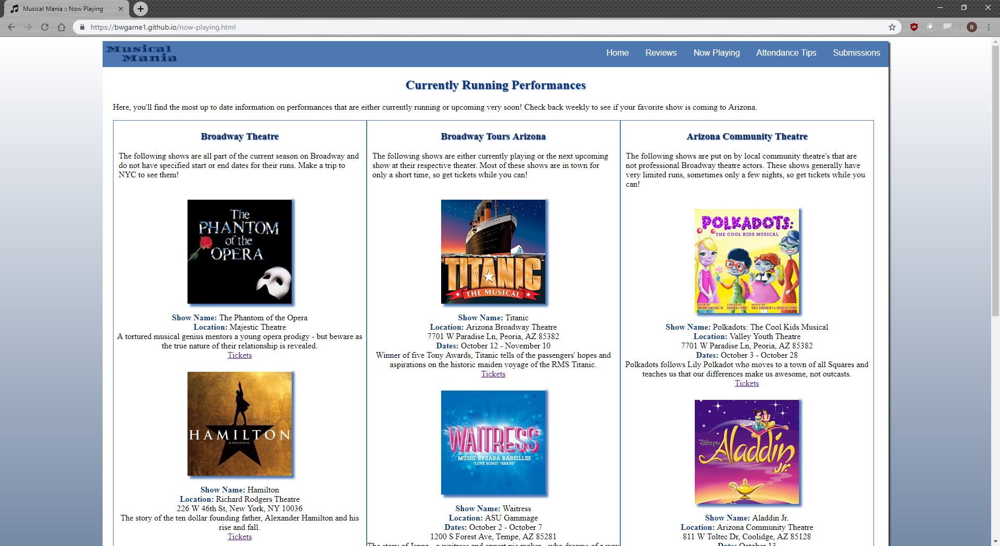 Musical Mania :: Now Playing
https://bwgarne1.github.io/now-playing.html
B
Musical
Mania
Home Reviews Now Playing Attendance Tips Submissions
Currently Running Performances
Here, you'll find the most up to date information on performances that are either currently running or upcoming very soon! Check back weekly to see if your favorite show is coming to Arizona.
Broadway Theatre
The following shows are all part of the current season on Broadway and
do not have specified start or end dates for their runs. Make a trip to
NYC to see them!
The
PHANTOM
of the
OPERA
Show Name: The Phantom of the Opera
Location: Majestic Theatre
A tortured musical genius mentors a young opera prodigy - but beware as
the true nature of their relationship is revealed.
Tickets
HAMILTON
AN AMERICAN MUSICAL
Show Name: Hamilton
Location: Richard Rodgers Theatre
226 W 46th St, New York, NY 10036
The story of the ten dollar founding father, Alexander Hamilton and his
rise and fall.
Tickets
Broadway Tours Arizona
The following shows are either currently playing or the next upcoming
show at their respective theater. Most of these shows are in town for
only a short time, so get tickets while you can!
TITANIC
THE MUSICAL
Show Name: Titanic
Location: Arizona Broadway Theatre
7701 W Paradise Ln, Peoria, AZ 85382
Dates: October 12 - November 10
Winner of five Tony Awards, Titanic tells of the passengers' hopes and
aspirations on the historic maiden voyage of the RMS Titanic.
Tickets
WAITRESS
MUSIC BY SARA BAREILLES
"LOVE SONG", "BRAVE"
Show Name: Waitress
Location: ASU Gammage
Dates: October 2 - October 7
1200 S Forest Ave, Tempe, AZ 85281
The story of Jenna - a waitress and expert pie maker - who dreams of a way
Arizona Community Theatre
The following shows are put on by local community theatre's that are
not professional Broadway theatre actors. These shows generally have
very limited runs, sometimes only a few nights, so get tickets while you
can!
POLKADOTS:
THE COOL KIDS MUSICAL
BOOK BY
MELVIN TUNSTALL III
LYRICS BY
DOUGLAS LYONS
MUSIC BY
GREG BOROWSKY & DOUGLAS LYONS
Show Name: Polkadots: The Cool Kids Musical
Location: Valley Youth Theatre
7701 W Paradise Ln, Peoria, AZ 85382
Dates: October 3 - October 28
Polkadots follows Lily Polkadot who moves to a town of all Squares and
teaches us that our differences make us awesome, not outcasts.
Tickets
Disney's
Aladdin
Jr.
Show Name: Aladdin Jr.
Location: Arizona Community Theatre
811 W Toltec Dr, Coolidge, AZ 85128
Dates: October 13